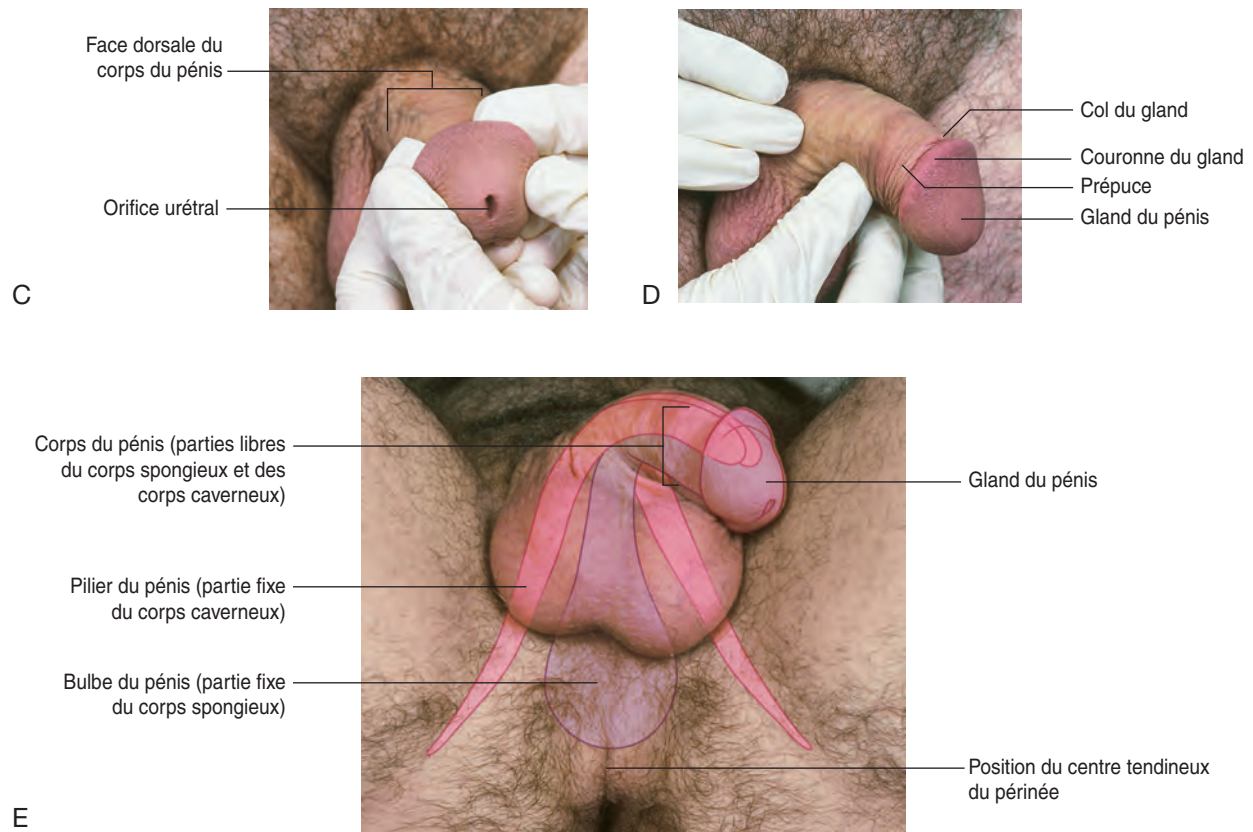 Face dorsale du
corps du pénis
Orifice urétral
C
Col du gland
Couronne du gland
Prépuce
Gland du pénis
D
Corps du pénis (parties libres
du corps spongieux et des
corps caverneux)
Gland du pénis
Pilier du pénis (partie fixe
du corps caverneux)
Bulbe du pénis (partie fixe
du corps spongieux)
Position du centre tendineux
du périnée
E